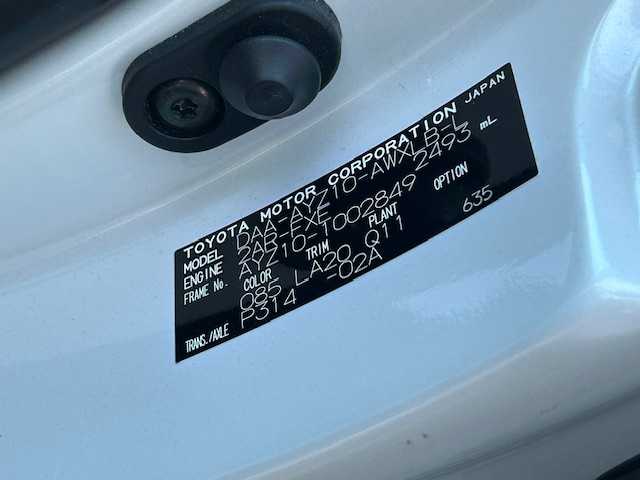 TOYOTA MOTOR CORPORATION JAPAN
MODEL DAA-AYZ10-AWXLB-L
ENGINE 2AR-FXE 2493 mL
FRAME No. AYZ10-1002849
COLOR TRIM PLANT OPTION
085 LA20 Q11 635
TRANS./AXLE P314 -02A